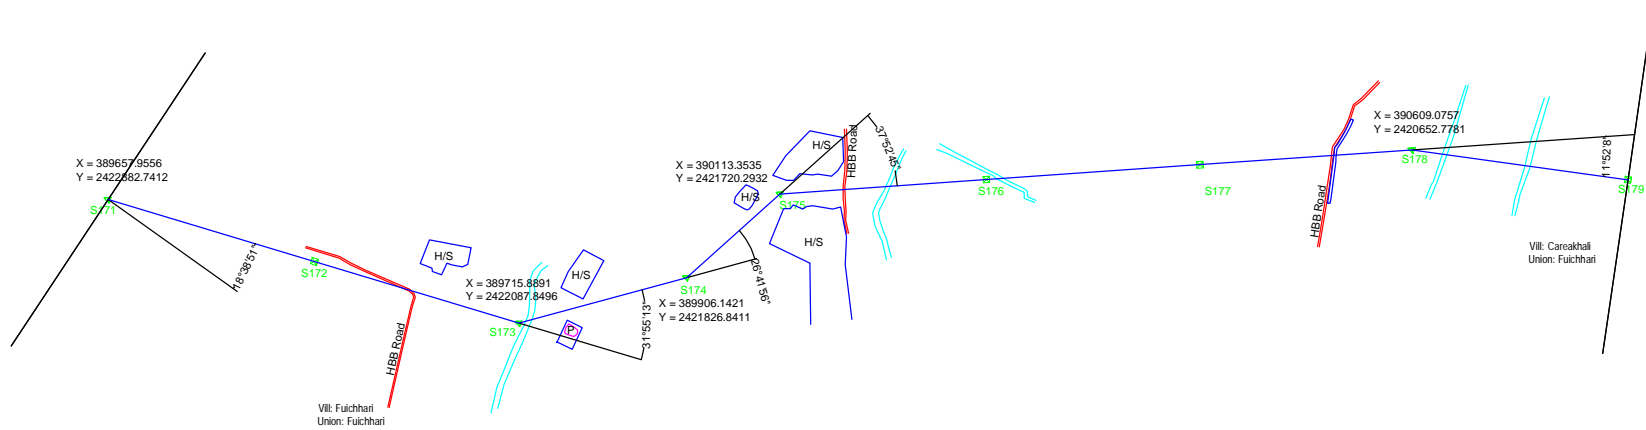 X = 389657.9556
Y = 2422882.7412
S171
18°38'51"
S172
HBB Road
Vill: Fuichhari
Union: Fuichhari
H/S
X = 389715.8891
Y = 2422087.8496
S173
H/S
P
31°55'13"
S174
X = 389906.1421
Y = 2421826.8411
26°41'56"
X = 390113.3535
Y = 2421720.2932
H/S
S175
H/S
H/S
HBB Road
37°52'45"
S176
S177
HBB Road
X = 390609.0757
Y = 2420652.7781
S178
11°52'8"
S179
Vill: Careakhali
Union: Fuichhari